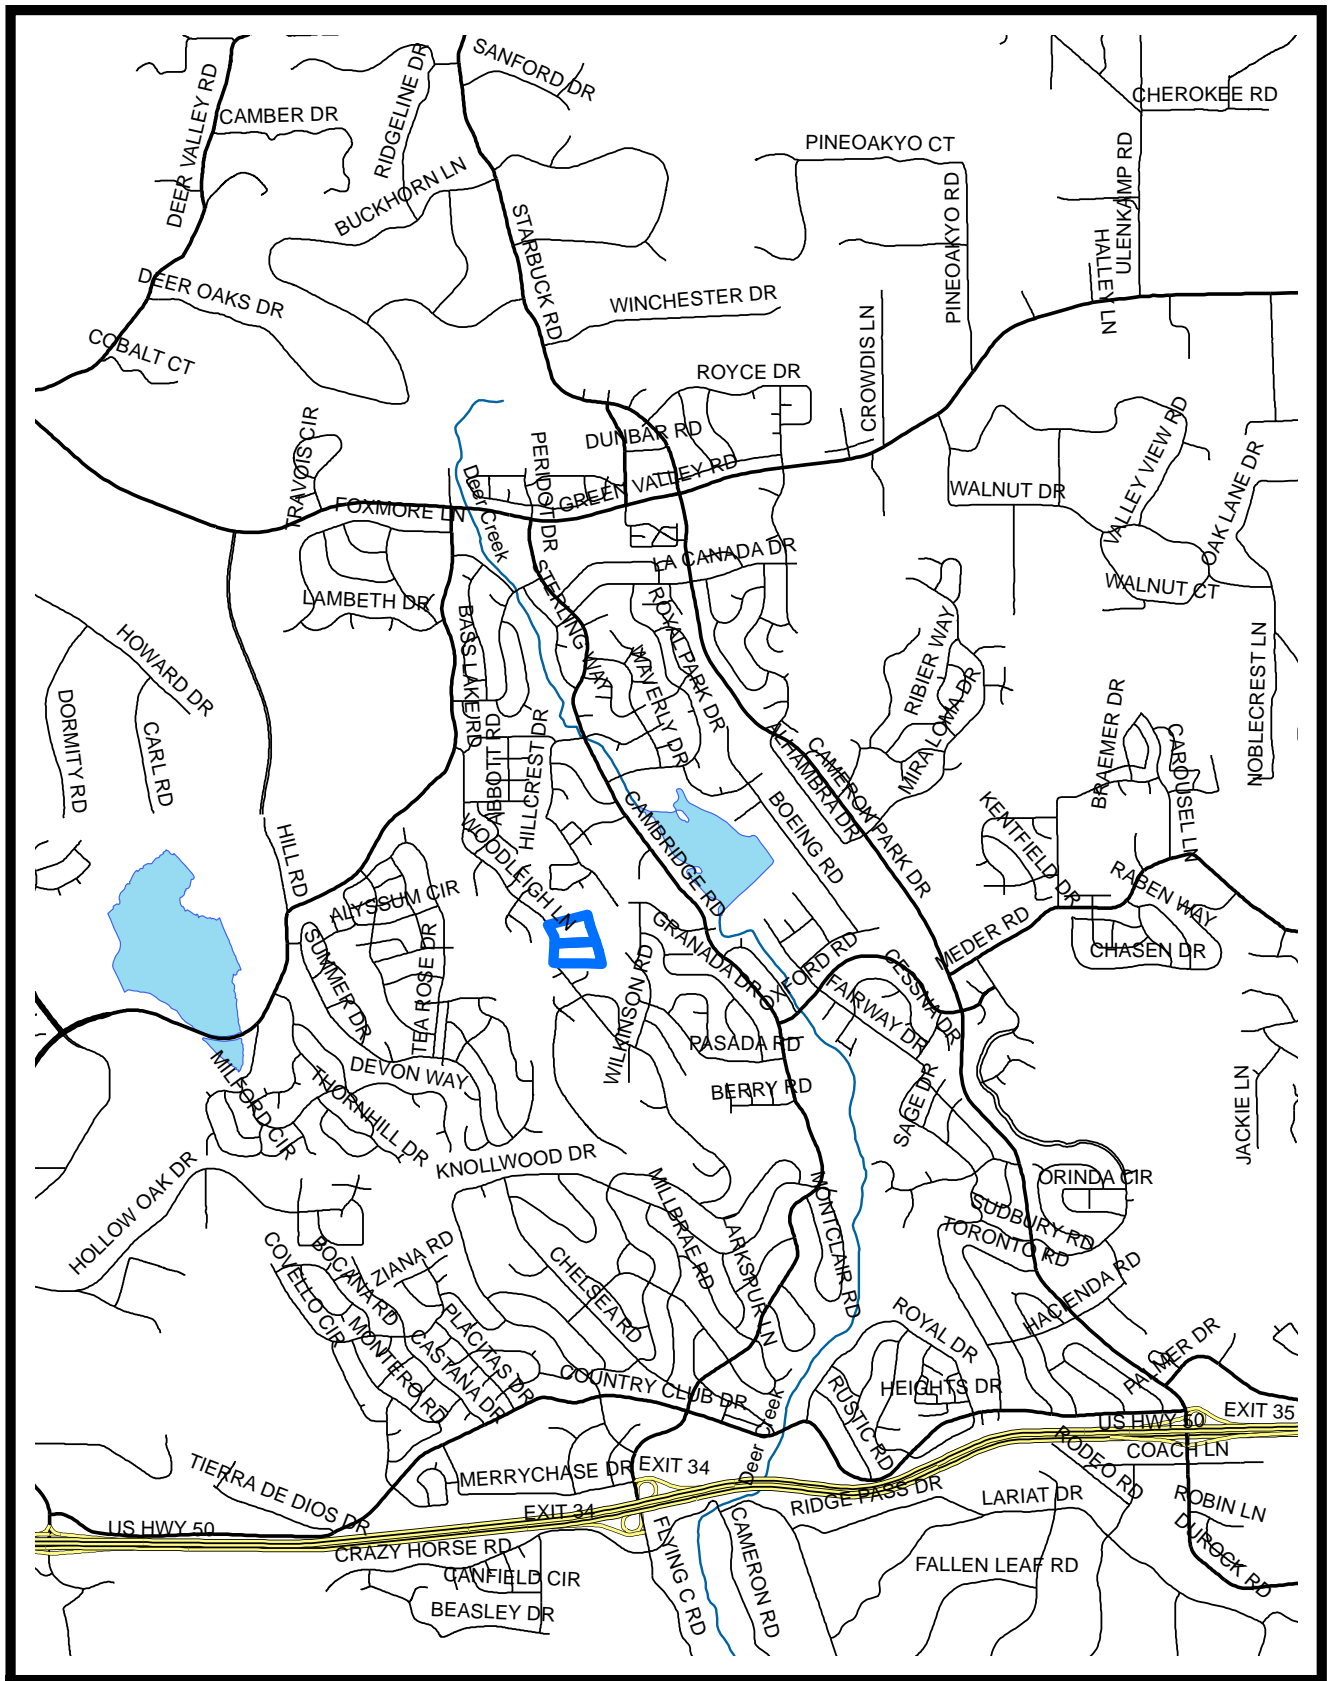 SANFORD DR
DEER VALLEY RD
CAMBER DR
RIDGELINE DR
CHEROKEE RD
PINEOAKYO CT
BUCKHORN LN
PINEOAKYO RD
ULENKAMP RD
HALLEY LN
STARBUCK RD
DEER OAKS DR
WINCHESTER DR
COBALT CT
CROWDIS LN
ROYCE DR
TRAVOIS CIR
PERIDOT DR
DUNBAR RD
VALLEY VIEW RD
OAK LANE DR
GREEN VALLEY RD
WALNUT DR
FOXMORE LN
Deer Creek
LA CANADA DR
WALNUT CT
LAMBETH DR
STERLING WAY
ROYAL PARK DR
BASS LAKE RD
HOWARD DR
RIBIER WAY
NOBLECREST LN
WAVERLY DR
MIRA LOMA DR
DORMITY RD
CARL RD
ABBOTT RD
HILLCREST DR
BRAEMER DR
CAROUSEL LN
ALHAMBRA DR
CAMERON PARK DR
CAMBRIDGE RD
BOEING RD
KENTFIELD DR
WOODLEIGH LN
HILL RD
ALYSSUM CIR
RABEN WAY
MEDER RD
CHASEN DR
SUMMER DR
TEA ROSE DR
GRANADA DR
OXFORD RD
CESSNA DR
WILKINSON RD
FAIRWAY DR
PASADA RD
MILFORD CIR
THORNHILL DR
DEVON WAY
BERRY RD
SAGE DR
JACKIE LN
KNOLLWOOD DR
HOLLOW OAK DR
MILLBRAE RD
MONTCLAIR RD
ORINDA CIR
SUDBURY RD
TORONTO RD
LARKSPUR LN
COVELLO CIR
BOCANA RD
ZIANA RD
CHELSEA RD
HACIENDA RD
PLACITAS DR
MONTERO RD
CASTANA DR
ROYAL DR
PALMER DR
COUNTRY CLUB DR
RUSTIC RD
HEIGHTS DR
US HWY 50
EXIT 35
COACH LN
RODEO RD
Deer Creek
TIERRA DE DIOS DR
MERRYCHASE DR
EXIT 34
RIDGE PASS DR
LARIAT DR
ROBIN LN
DUROCK RD
EXIT 34
US HWY 50
CRAZY HORSE RD
FLYING C RD
CAMERON RD
FALLEN LEAF RD
CANFIELD CIR
BEASLEY DR